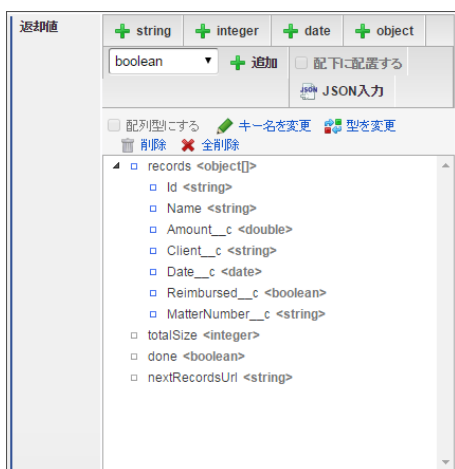 返却値
string integer date object
boolean 追加 配下に配置する
JSON JSON入力
配列型にする キー名を変更 型を変更
削除 全削除
records <object[]>
Id <string>
Name <string>
Amount__c <double>
Client__c <string>
Date__c <date>
Reimbursed__c <boolean>
MatterNumber__c <string>
totalSize <integer>
done <boolean>
nextRecordsUrl <string>